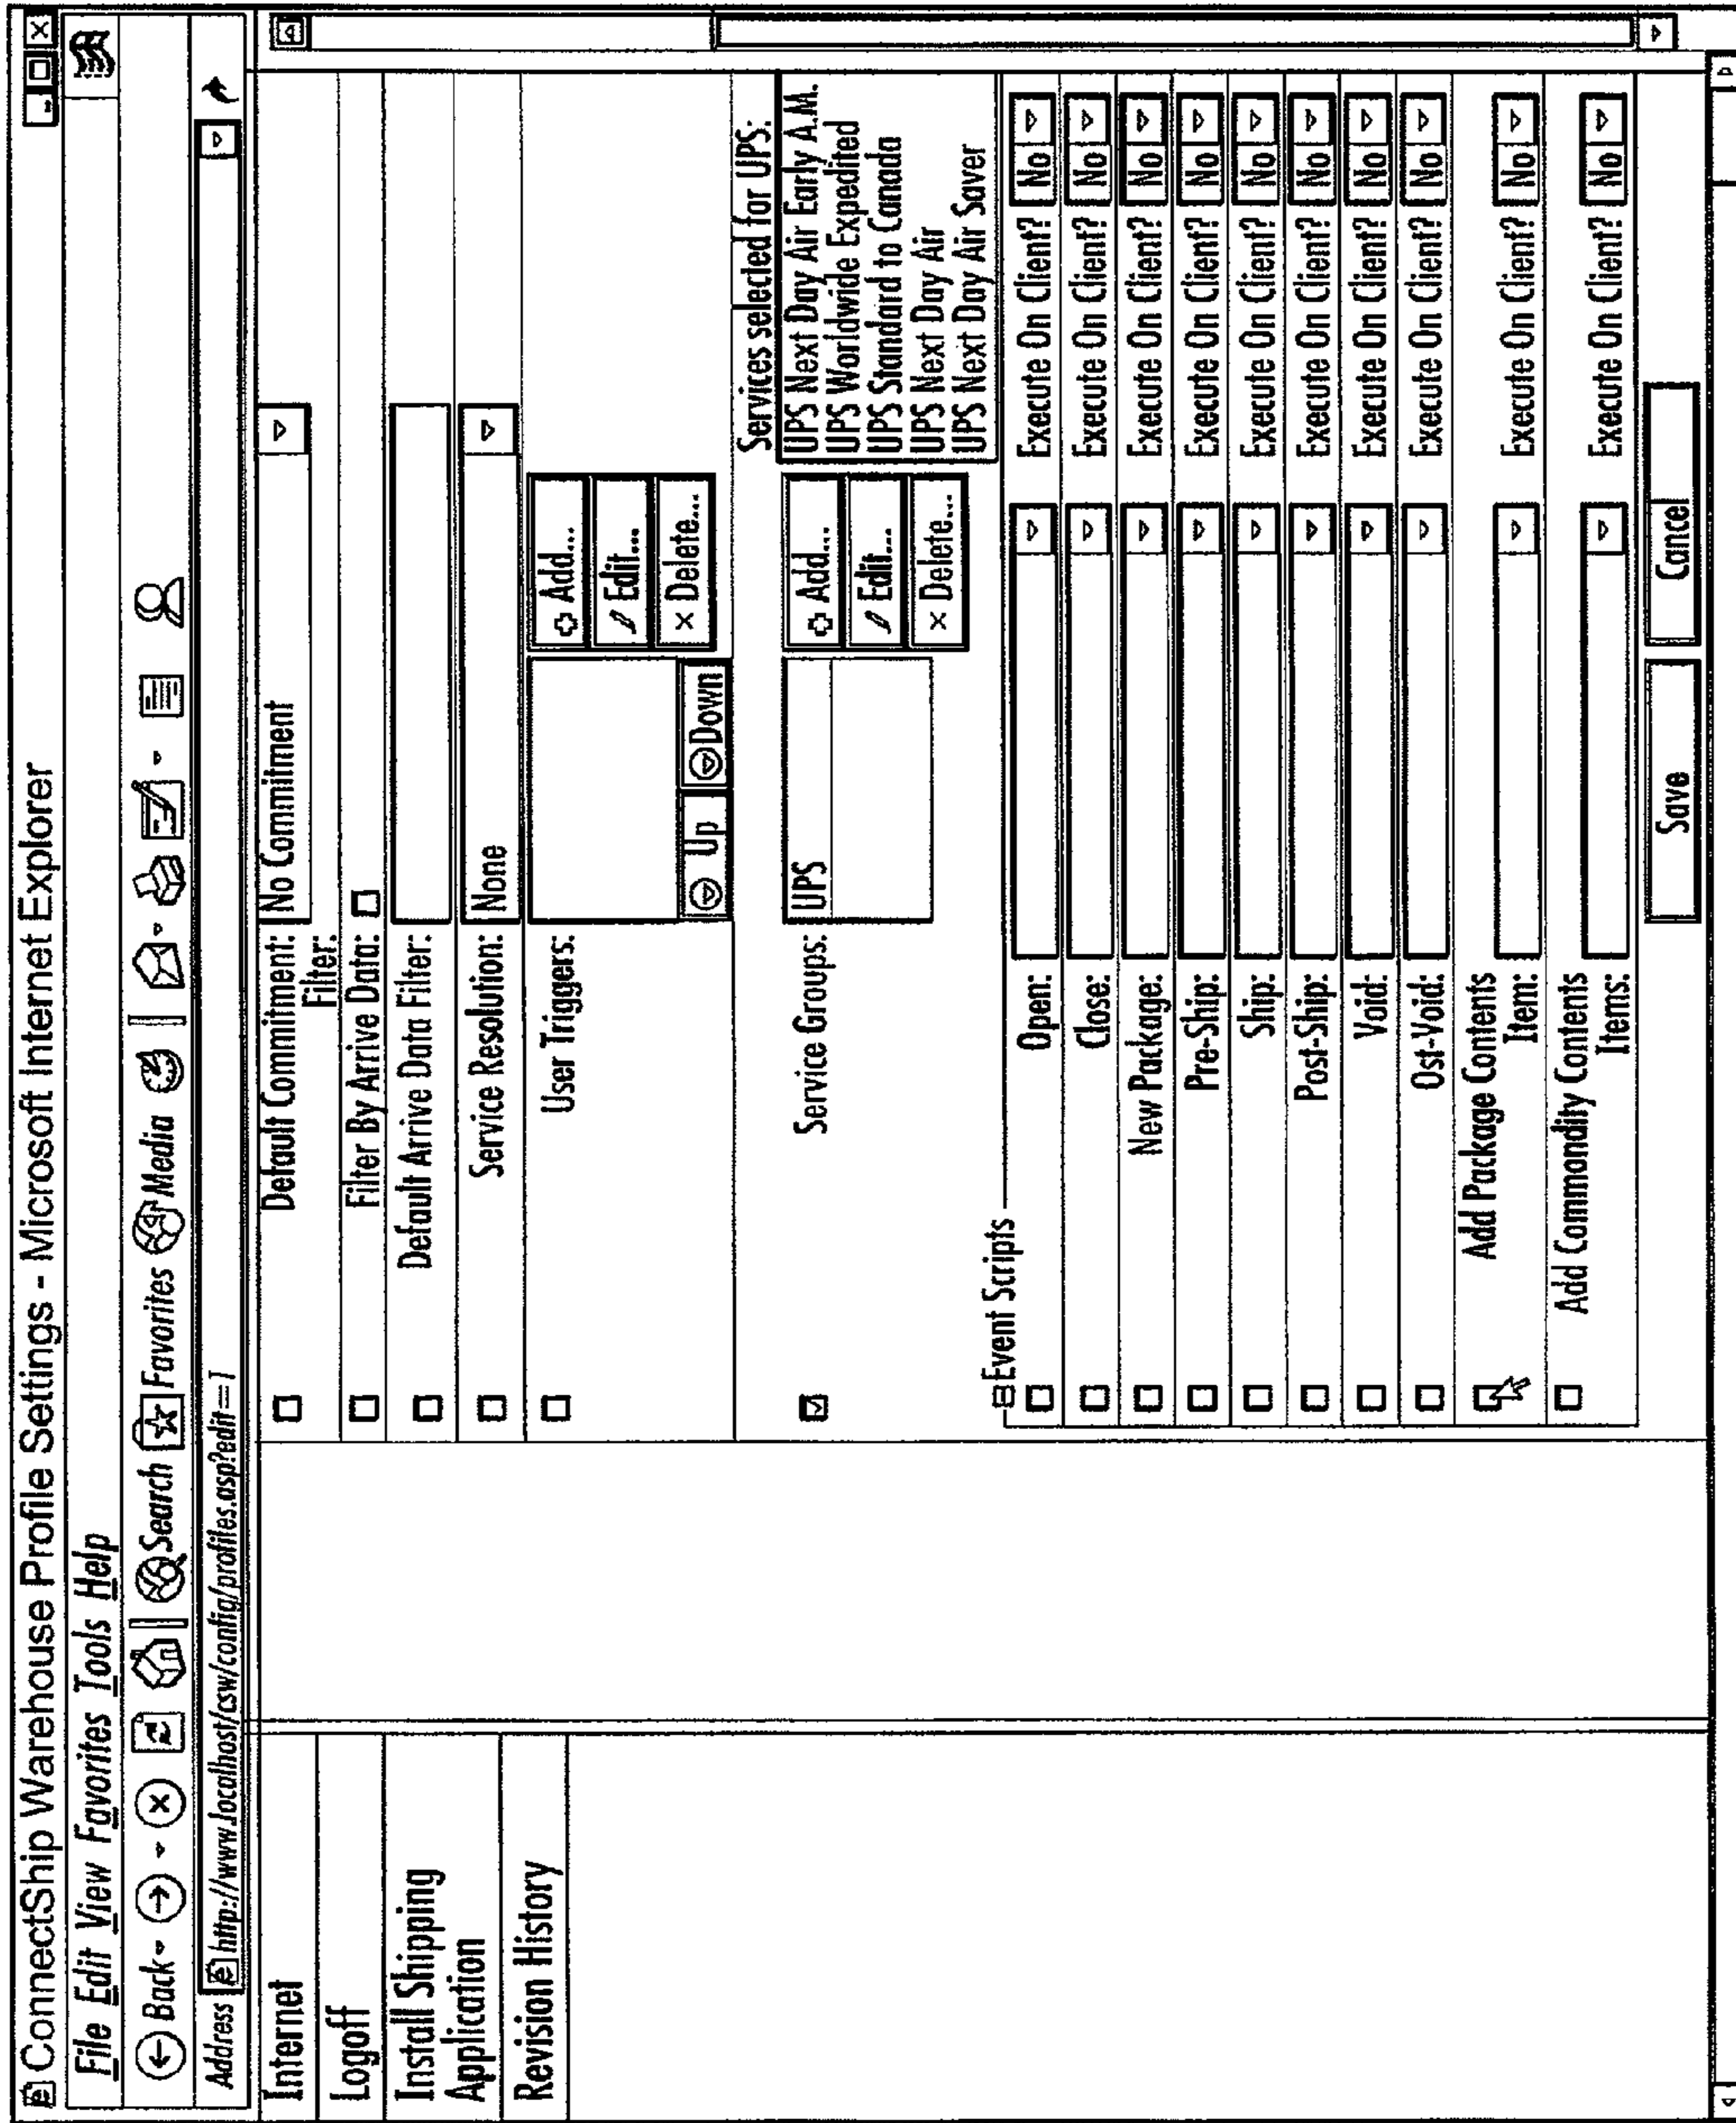 ConnectShip Warehouse Profile Settings - Microsoft Internet Explorer
File Edit View Favorites Tools Help
Back Search Favorites Media
Address http://www.localhost/csw/config/profiles.asp?edit==1
Internet
Logoff
Install Shipping
Application
Revision History
Default Commitment: No Commitment
Filter:
Filter By Arrive Data:
Default Arrive Data Filter:
Service Resolution: None
User Triggers:
Add...
Edit...
Delete...
Up Down
Services selected for UPS:
Service Groups: UPS
Add...
Edit...
Delete...
UPS Next Day Air Early A.M.
UPS Worldwide Expedited
UPS Standard to Canada
UPS Next Day Air
UPS Next Day Air Saver
Event Scripts
Open: Execute On Client? No
Close: Execute On Client? No
New Package: Execute On Client? No
Pre-Ship: Execute On Client? No
Ship: Execute On Client? No
Post-Ship: Execute On Client? No
Void: Execute On Client? No
Ost-Void: Execute On Client? No
Add Package Contents
Item: Execute On Client? No
Add Commondity Contents
Items: Execute On Client? No
Save Cancel